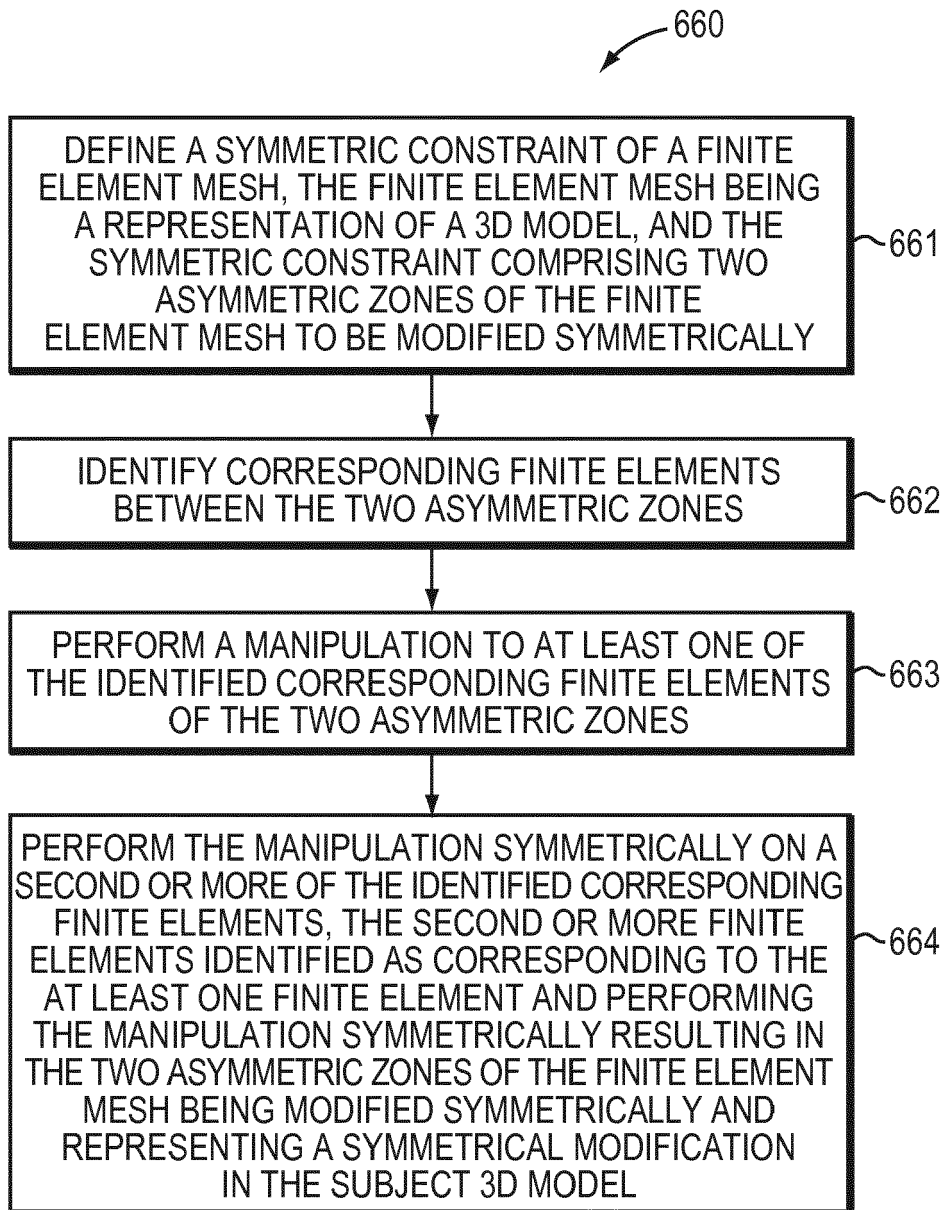 660
DEFINE A SYMMETRIC CONSTRAINT OF A FINITE
ELEMENT MESH, THE FINITE ELEMENT MESH BEING
A REPRESENTATION OF A 3D MODEL, AND THE
SYMMETRIC CONSTRAINT COMPRISING TWO
ASYMMETRIC ZONES OF THE FINITE
ELEMENT MESH TO BE MODIFIED SYMMETRICALLY
661
IDENTIFY CORRESPONDING FINITE ELEMENTS
BETWEEN THE TWO ASYMMETRIC ZONES
662
PERFORM A MANIPULATION TO AT LEAST ONE OF
THE IDENTIFIED CORRESPONDING FINITE ELEMENTS
OF THE TWO ASYMMETRIC ZONES
663
PERFORM THE MANIPULATION SYMMETRICALLY ON A
SECOND OR MORE OF THE IDENTIFIED CORRESPONDING
FINITE ELEMENTS, THE SECOND OR MORE FINITE
ELEMENTS IDENTIFIED AS CORRESPONDING TO THE
AT LEAST ONE FINITE ELEMENT AND PERFORMING
THE MANIPULATION SYMMETRICALLY RESULTING IN
THE TWO ASYMMETRIC ZONES OF THE FINITE ELEMENT
MESH BEING MODIFIED SYMMETRICALLY AND
REPRESENTING A SYMMETRICAL MODIFICATION
IN THE SUBJECT 3D MODEL
664